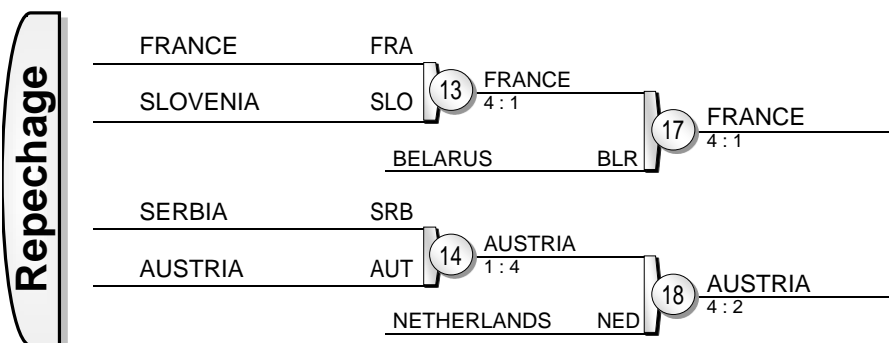 Repechage
FRANCE FRA
SLOVENIA SLO
13
FRANCE
4 : 1
BELARUS BLR
17
FRANCE
4 : 1
SERBIA SRB
AUSTRIA AUT
14
AUSTRIA
1 : 4
NETHERLANDS NED
18
AUSTRIA
4 : 2